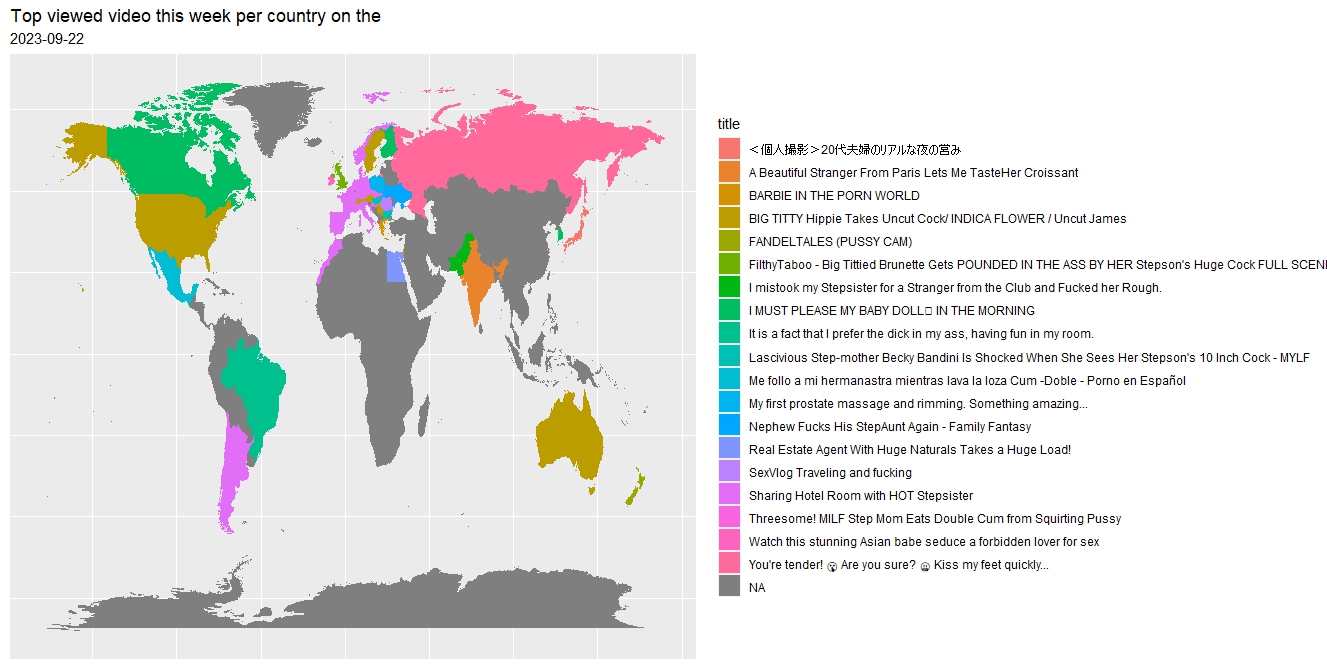 Top viewed video this week per country on the
2023-09-22
title
＜個人撮影＞20代夫婦のリアルな夜の営み
A Beautiful Stranger From Paris Lets Me TasteHer Croissant
BARBIE IN THE PORN WORLD
BIG TITTY Hippie Takes Uncut Cock/ INDICA FLOWER / Uncut James
FANDELTALES (PUSSY CAM)
FilthyTaboo - Big Tittied Brunette Gets POUNDED IN THE ASS BY HER Stepson's Huge Cock FULL SCENI
I mistook my Stepsister for a Stranger from the Club and Fucked her Rough.
I MUST PLEASE MY BABY DOLL□ IN THE MORNING
It is a fact that I prefer the dick in my ass, having fun in my room.
Lascivious Step-mother Becky Bandini Is Shocked When She Sees Her Stepson's 10 Inch Cock - MYLF
Me follo a mi hermanastra mientras lava la loza Cum -Doble - Porno en Español
My first prostate massage and rimming. Something amazing...
Nephew Fucks His StepAunt Again - Family Fantasy
Real Estate Agent With Huge Naturals Takes a Huge Load!
SexVlog Traveling and fucking
Sharing Hotel Room with HOT Stepsister
Threesome! MILF Step Mom Eats Double Cum from Squirting Pussy
Watch this stunning Asian babe seduce a forbidden lover for sex
You're tender! Are you sure? Kiss my feet quickly...
NA